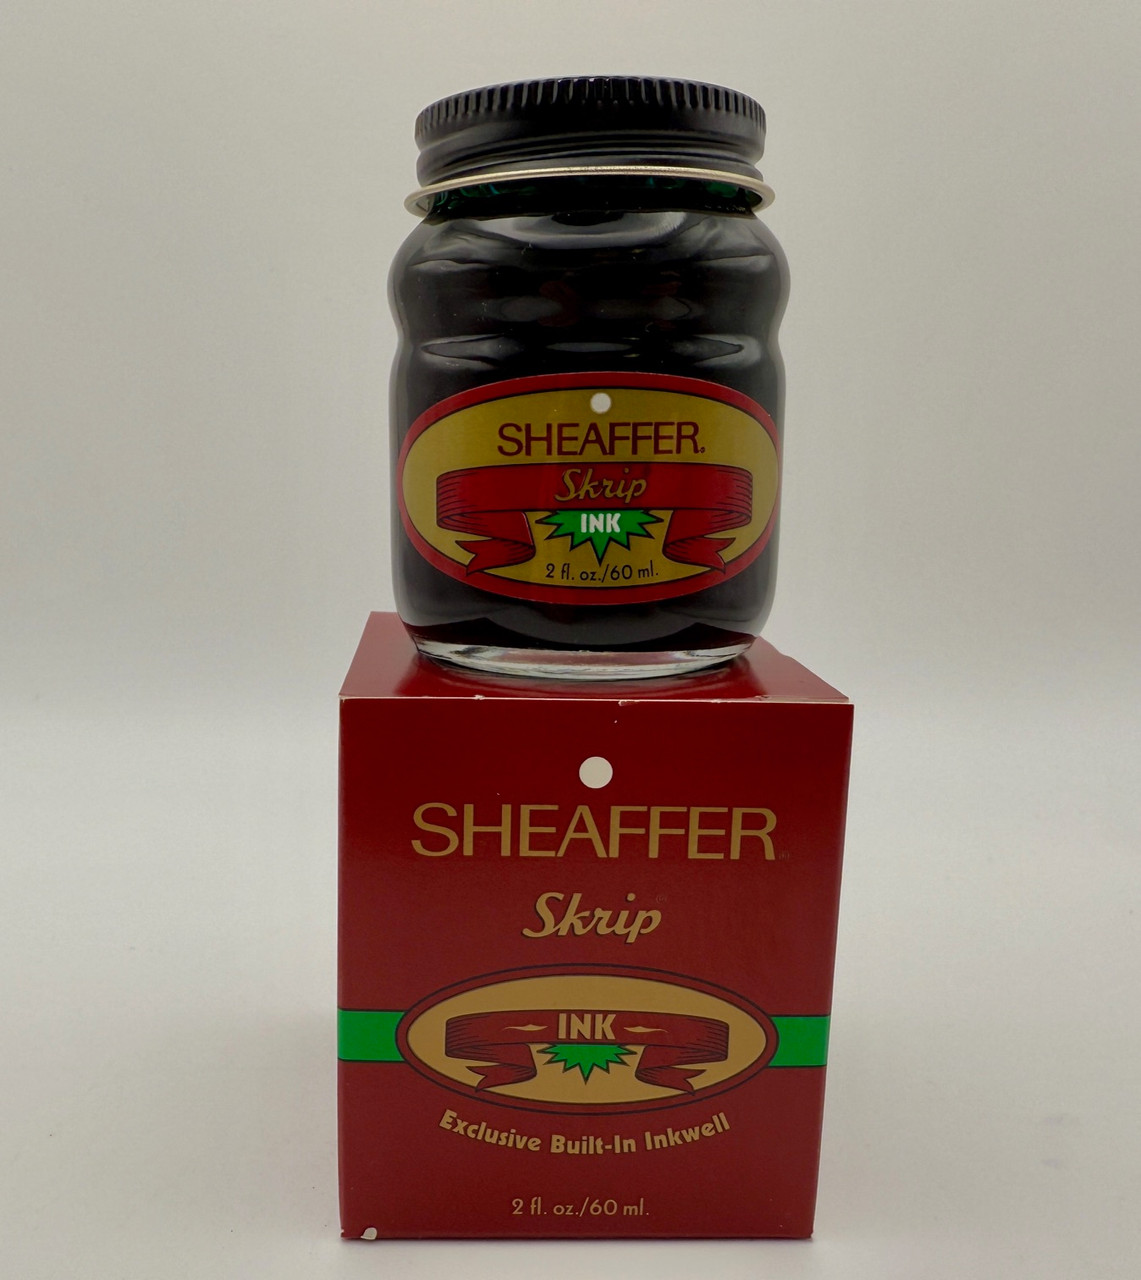 SHEAFFER®
Skrip
INK
2 fl. oz./60 ml.
SHEAFFER®
Skrip®
INK
Exclusive Built-In Inkwell
2 fl. oz./60 ml.